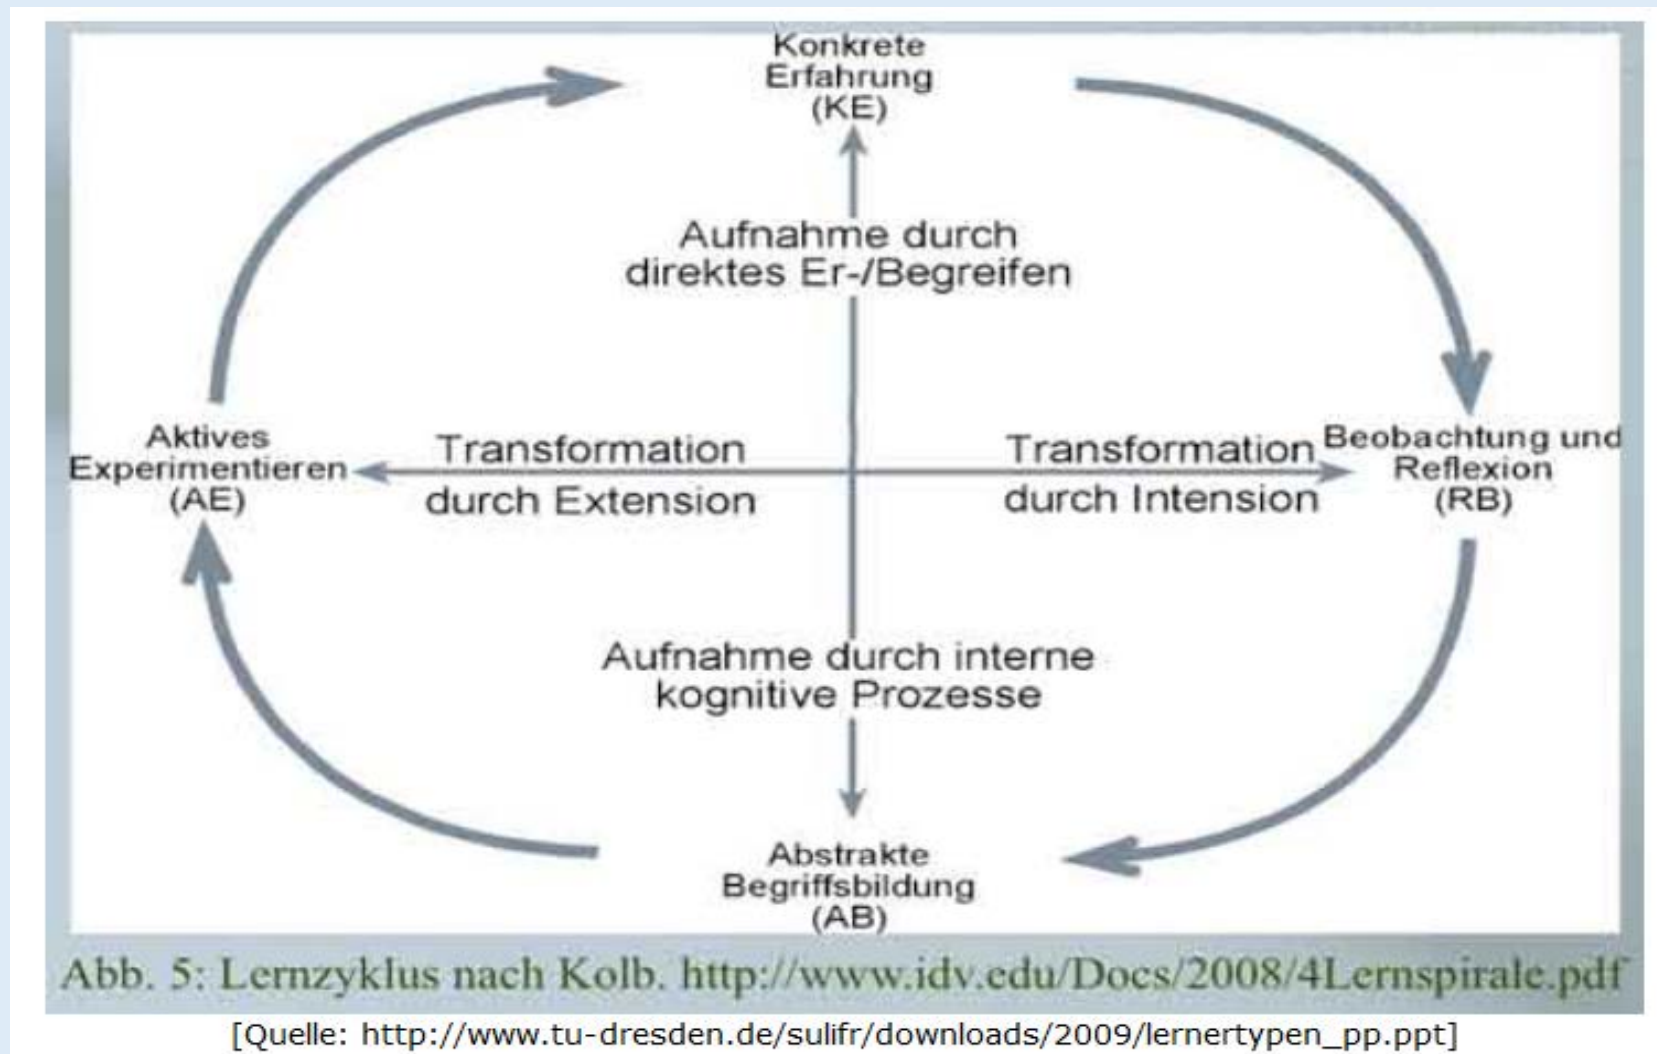 Konkrete
Erfahrung
(KE)
Aufnahme durch
direktes Er-/Begreifen
Aktives
Experimentieren
(AE)
Transformation
durch Extension
Transformation
durch Intension
Beobachtung und
Reflexion
(RB)
Aufnahme durch interne
kognitive Prozesse
Abstrakte
Begriffsbildung
(AB)
Abb. 5: Lernzyklus nach Kolb. http://www.idv.edu/Docs/2008/4Lernspirale.pdf
[Quelle: http://www.tu-dresden.de/sulifr/downloads/2009/lernertypen_pp.ppt]